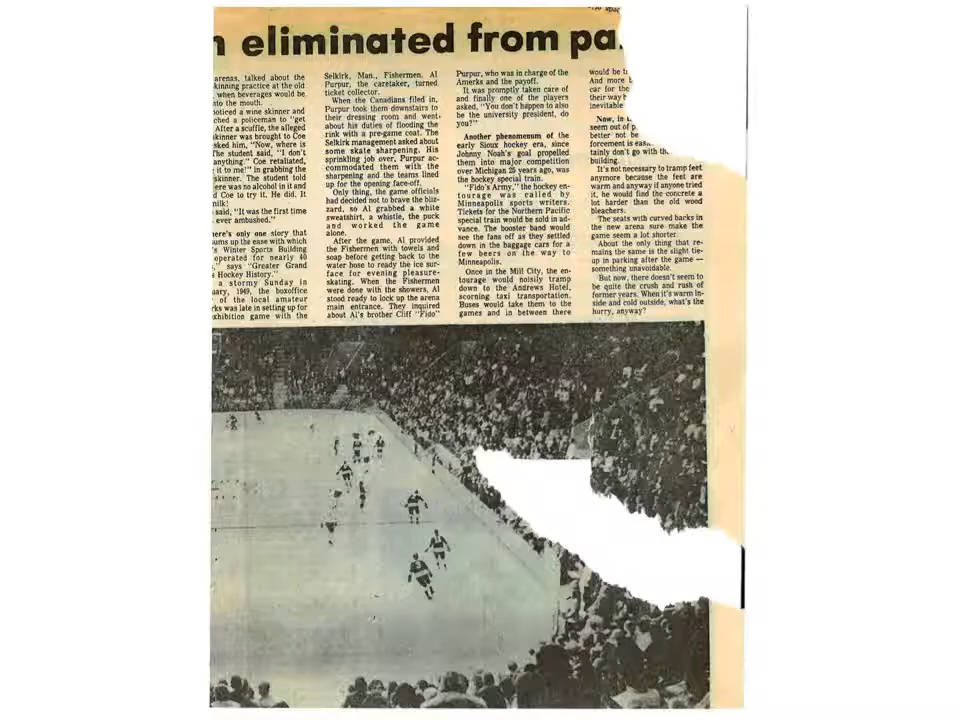 eliminated from
arenas, talked about the
skinning practice at the old
when beverages would be
into the mouth.
noticed a wine skinner and
a policeman to "get
After a scuffle, the alleged
skinner was brought to Coe
asked him, "Now, where is
The student said, "I don't
anything." Coe retaliated,
it to me!" in grabbing the
skinner. The student told
there was no alcohol in it and
Coe to try it. He did. It
milk!
said, "It was the first time
ever ambushed."
There's only one story that
sums up the ease with which
Winter Sports Building
operated for nearly 40
says "Greater Grand
Hockey History."
a stormy Sunday in
1949, the boxoffice
of the local amateur
was late in setting up for
exhibition game with the
Selkirk, Man., Fishermen. Al
Purpur, the caretaker, turned
ticket collector.
When the Canadians filed in,
Purpur took them downstairs to
their dressing room and went
about his duties of flooding the
rink with a pre-game coat. The
Selkirk management asked about
some skate sharpening. His
sprinkling job over, Purpur ac-
commodated them with the
sharpening and the teams lined
up for the opening face-off.
Only thing, the game officials
had decided not to brave the bliz-
zard, so Al grabbed a white
sweatshirt, a whistle, the puck
and worked the game
alone.
After the game, Al provided
the Fishermen with towels and
soap before getting back to the
water hose to ready the ice sur-
face for evening pleasure-
skating. When the Fishermen
were done with the showers, Al
stood ready to lock up the arena
main entrance. They inquired
about Al's brother Cliff "Fido"
Purpur, who was in charge of the
Amerks and the payoff.
It was promptly taken care of
and finally one of the players
asked, "You don't happen to also
be the university president, do
you?"
Another phenomenum of the
early Sioux hockey era, since
Johnny Noah's goal propelled
them into major competition
over Michigan 25 years ago, was
the hockey special train.
"Fido's Army," the hockey en-
tourage was called by
Minneapolis sports writers.
Tickets for the Northern Pacific
special train would be sold in ad-
vance. The booster band would
see the fans off as they settled
down in the baggage cars for a
few beers on the way to
Minneapolis.
Once in the Mill City, the en-
tourage would noisily tramp
down to the Andrews Hotel,
scorning taxi transportation.
Buses would take them to the
games and in between there
would be
And more
car for the
their way
inevitable
Now, in
seem out of
better not be
forcement is
tainly don't go with
building.
It's not necessary to tramp feet
anymore because the feet are
warm and anyway if anyone tried
it, he would find the concrete a
lot harder than the old wood
bleachers.
The seats with curved backs in
the new arena sure make the
game seem a lot shorter.
About the only thing that re-
mains the same is the slight tie-
up in parking after the game —
something unavoidable.
But now, there doesn't seem to
be quite the crush and rush of
former years. When it's warm in-
side and cold outside, what's the
hurry, anyway?